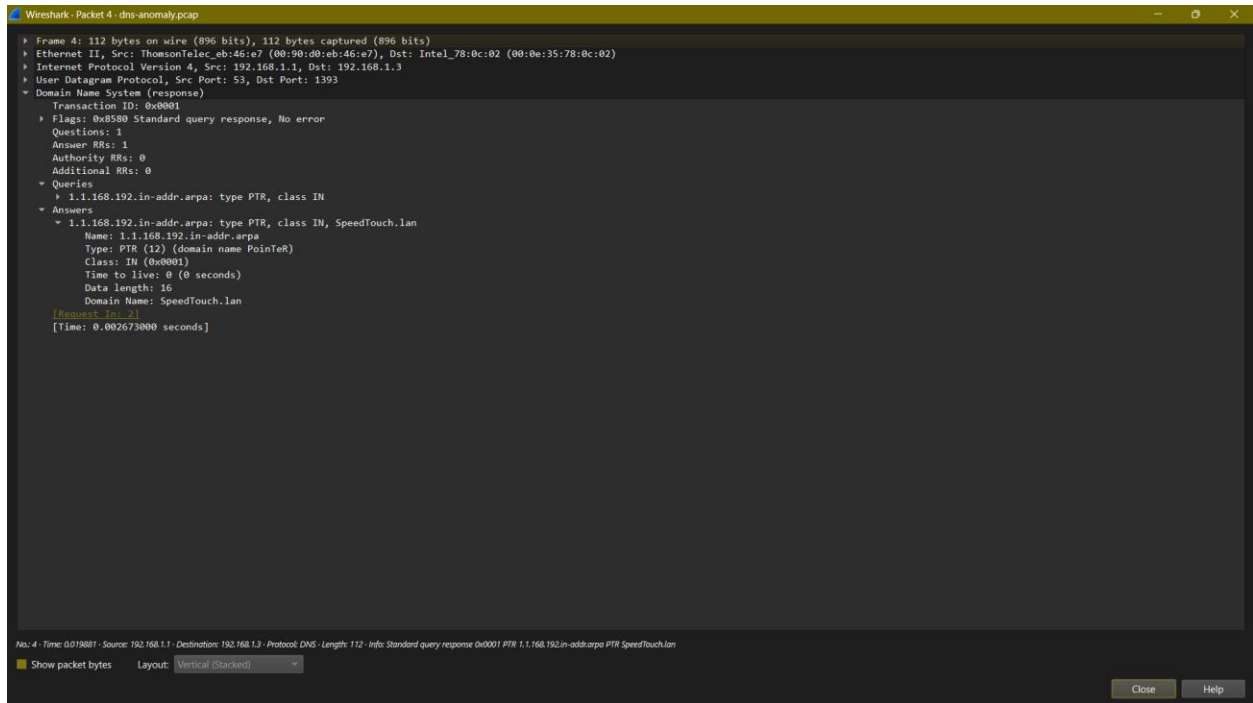 Wireshark · Packet 4 · dns-anomaly.pcap
Frame 4: 112 bytes on wire (896 bits), 112 bytes captured (896 bits)
Ethernet II, Src: ThomsonTelec_eb:46:e7 (00:90:d0:eb:46:e7), Dst: Intel_78:0c:02 (00:0e:35:78:0c:02)
Internet Protocol Version 4, Src: 192.168.1.1, Dst: 192.168.1.3
User Datagram Protocol, Src Port: 53, Dst Port: 1393
Domain Name System (response)
Transaction ID: 0x0001
Flags: 0x8580 Standard query response, No error
Questions: 1
Answer RRs: 1
Authority RRs: 0
Additional RRs: 0
Queries
1.1.168.192.in-addr.arpa: type PTR, class IN
Answers
1.1.168.192.in-addr.arpa: type PTR, class IN, SpeedTouch.lan
Name: 1.1.168.192.in-addr.arpa
Type: PTR (12) (domain name PoinTeR)
Class: IN (0x0001)
Time to live: 0 (0 seconds)
Data length: 16
Domain Name: SpeedTouch.lan
[Request In: 2]
[Time: 0.002673000 seconds]
No.: 4 · Time: 0.019881 · Source: 192.168.1.1 · Destination: 192.168.1.3 · Protocol: DNS · Length: 112 · Info: Standard query response 0x0001 PTR 1.1.168.192.in-addr.arpa PTR SpeedTouch.lan
Show packet bytes Layout: Vertical (Stacked)
Close Help